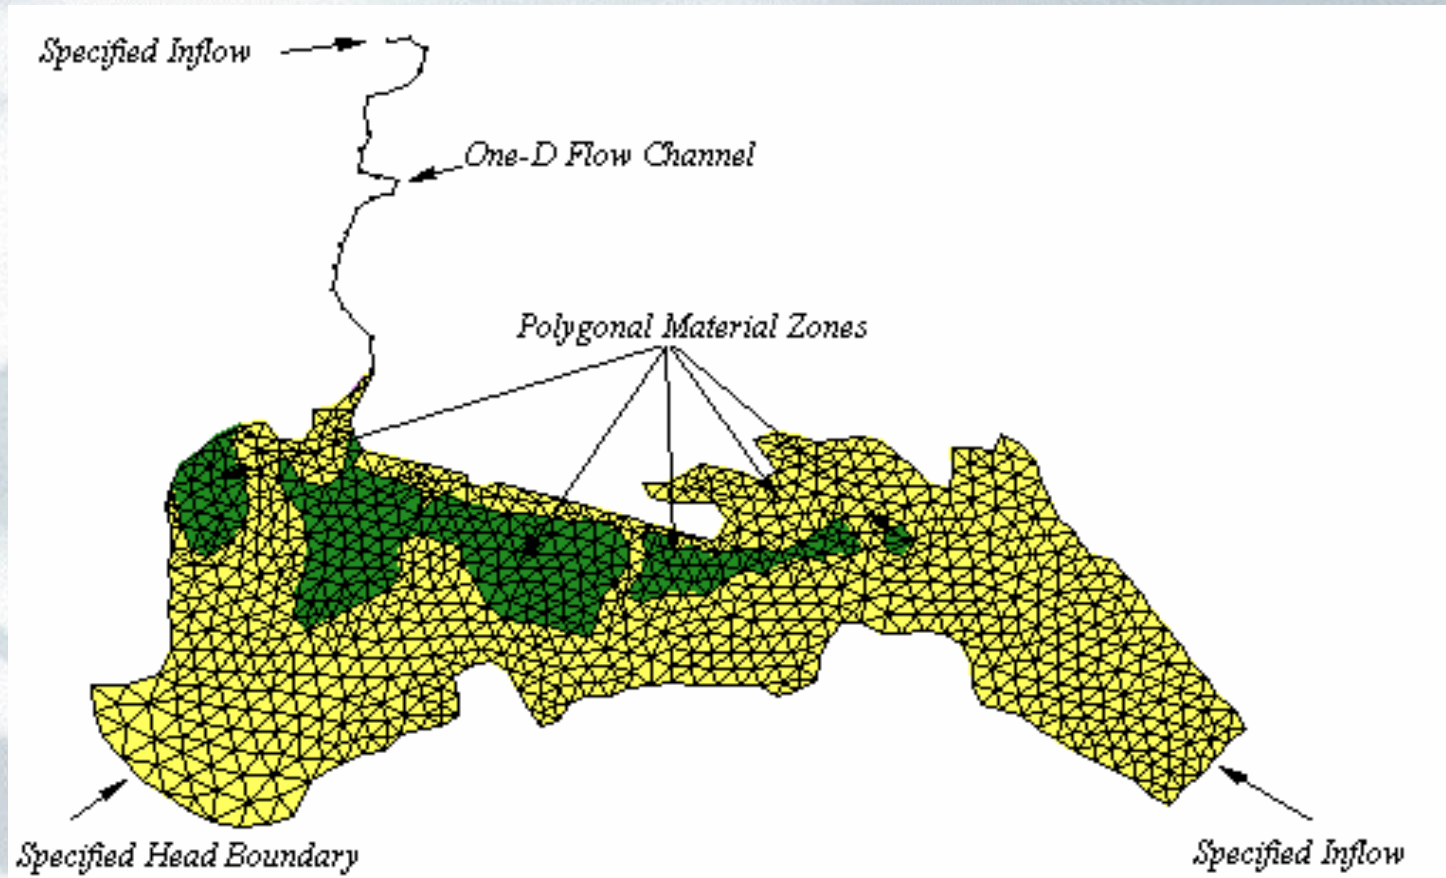 Specified Inflow
One-D Flow Channel
Polygonal Material Zones
Specified Head Boundary
Specified Inflow